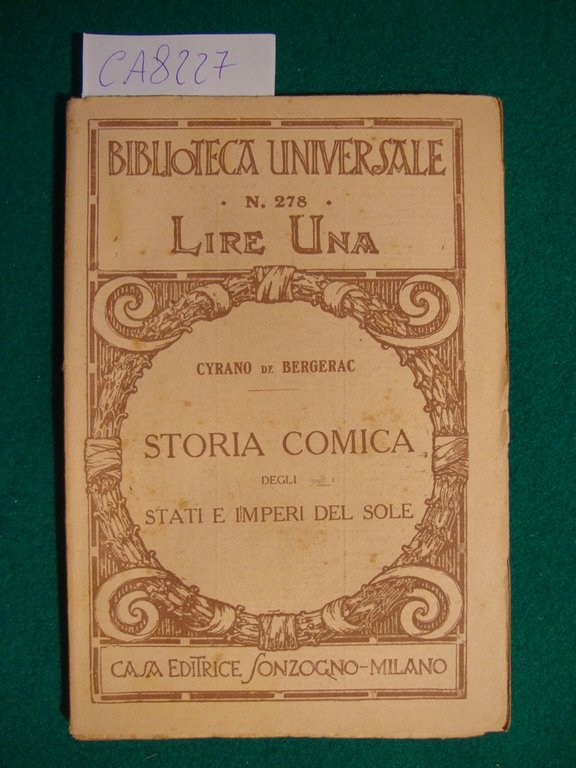 CA8227
BIBLIOTECA UNIVERSALE
· N. 278 ·
LIRE UNA
CYRANO DE BERGERAC
STORIA COMICA
DEGLI
STATI E IMPERI DEL SOLE
CASA EDITRICE SONZOGNO-MILANO